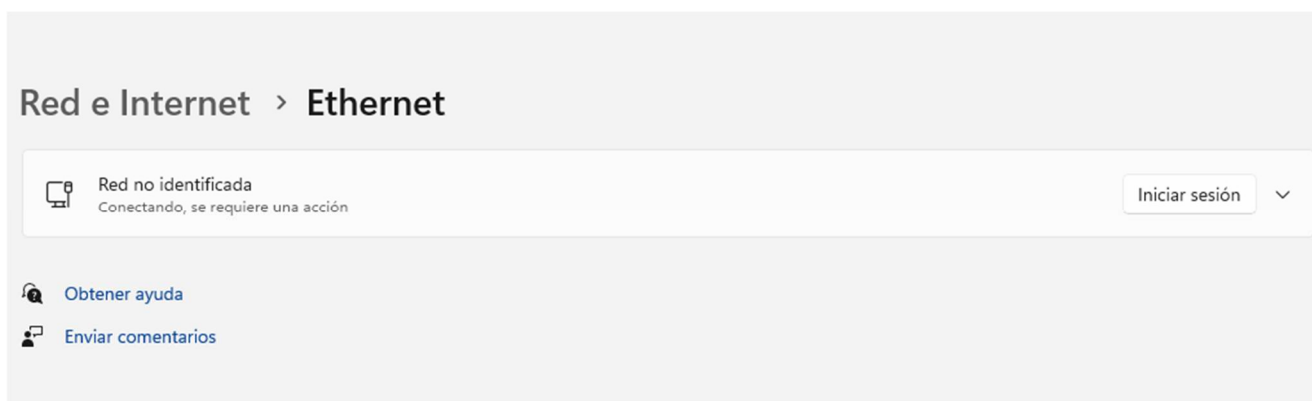 Red e Internet > Ethernet
Red no identificada
Conectando, se requiere una acción
Iniciar sesión
Obtener ayuda
Enviar comentarios